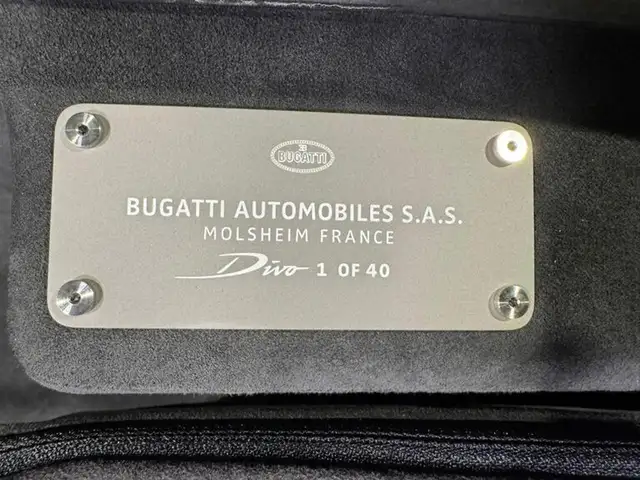 BUGATTI
BUGATTI AUTOMOBILES S.A.S.
MOLSHEIM FRANCE
Divo 1 OF 40